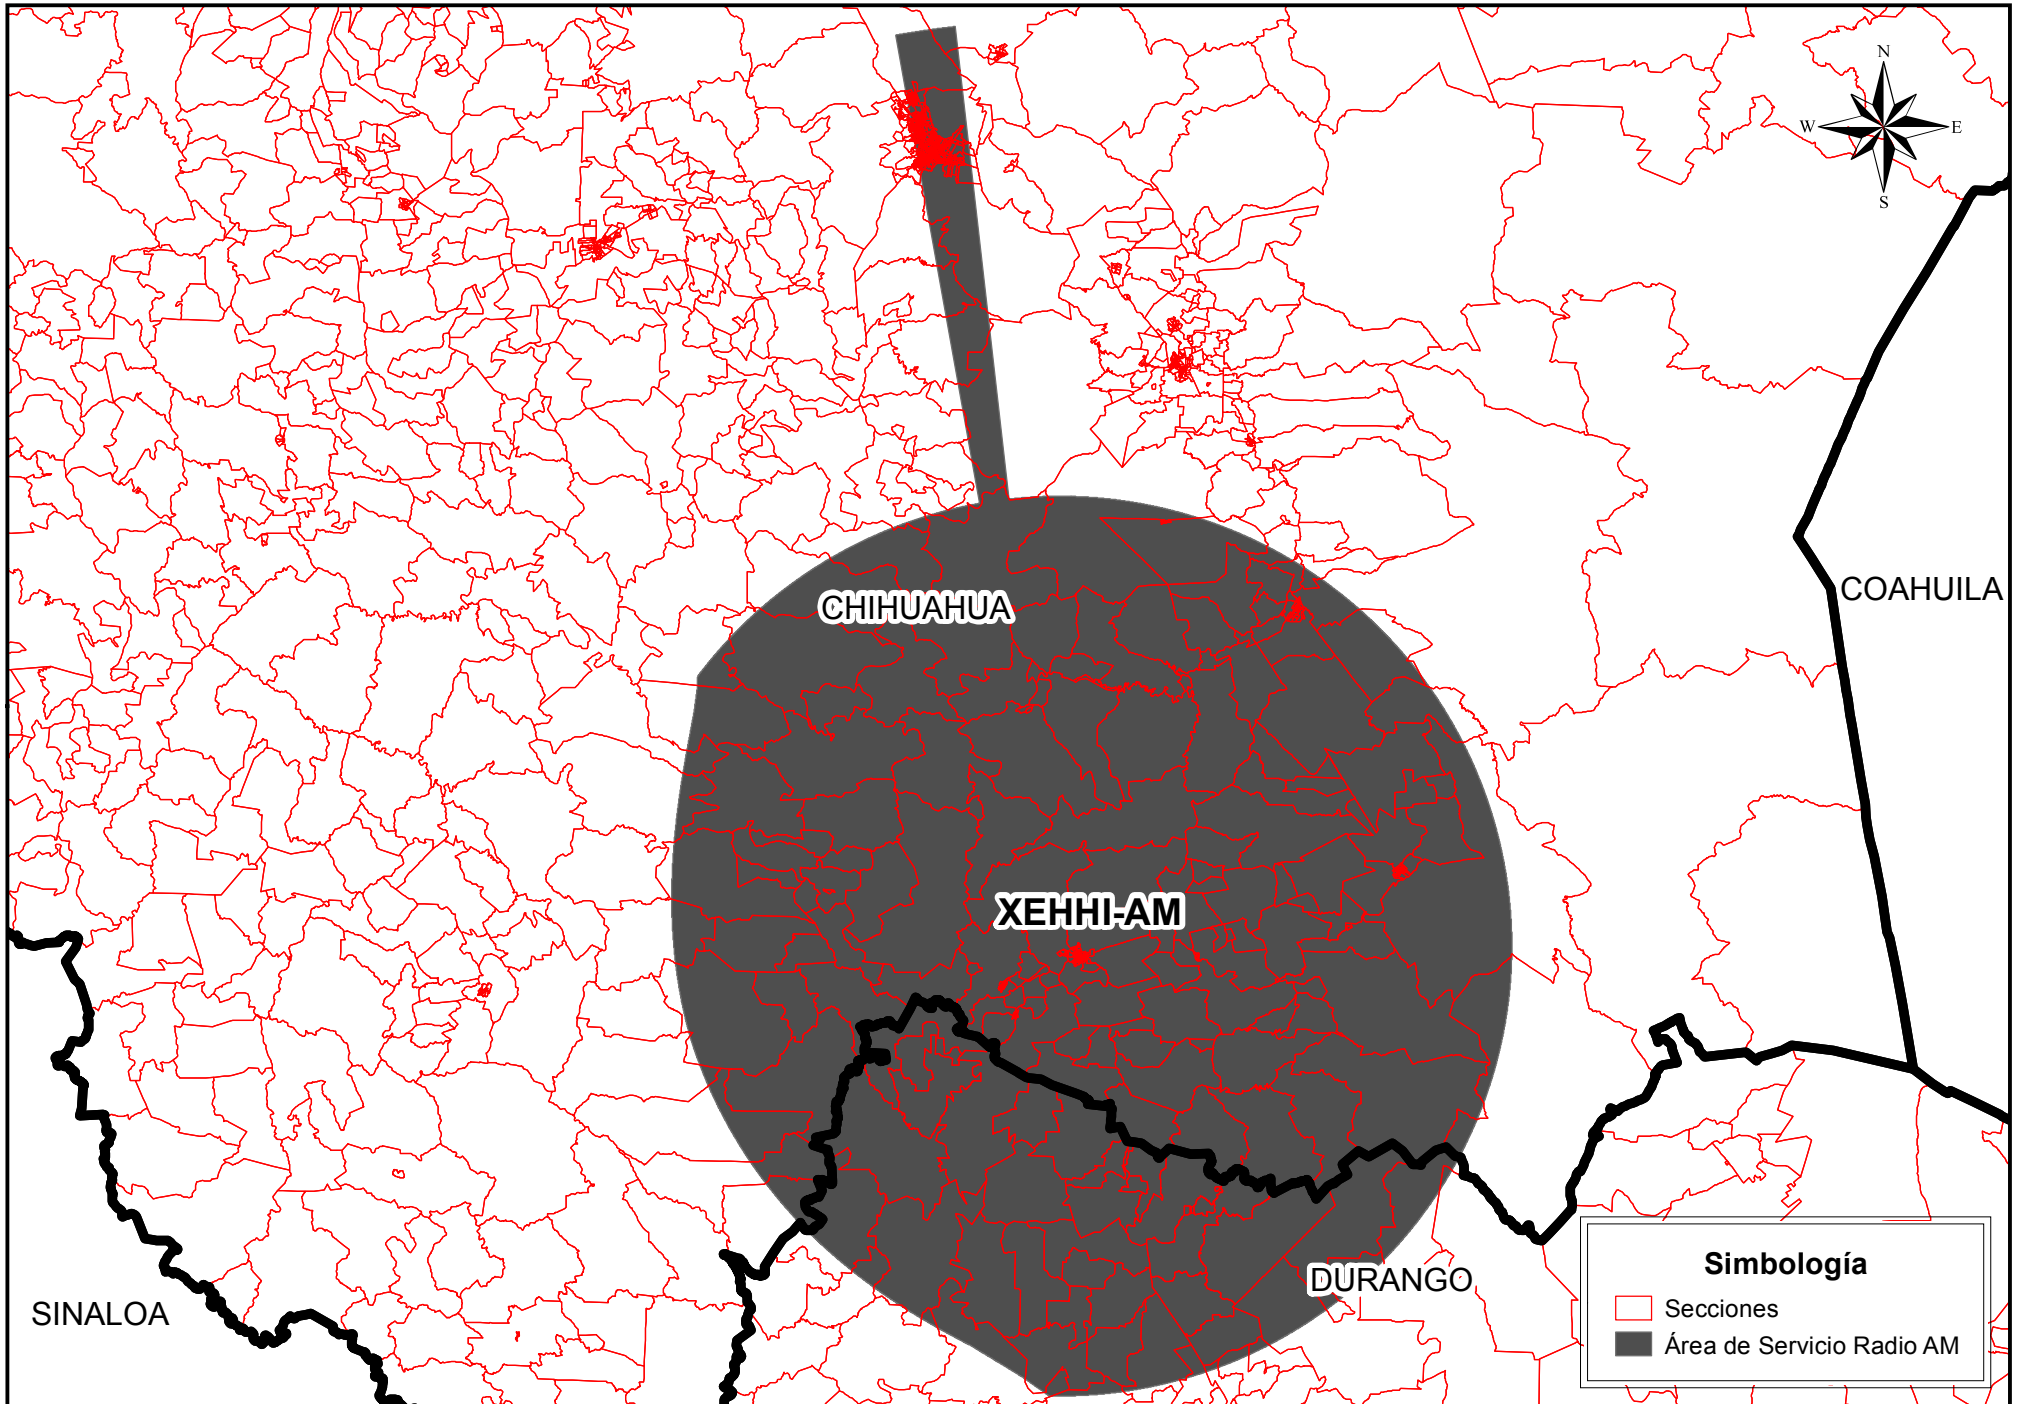 N
W
E
S
COAHUILA
CHIHUAHUA
XEHHI-AM
DURANGO
SINALOA
Simbología
Secciones
Área de Servicio Radio AM